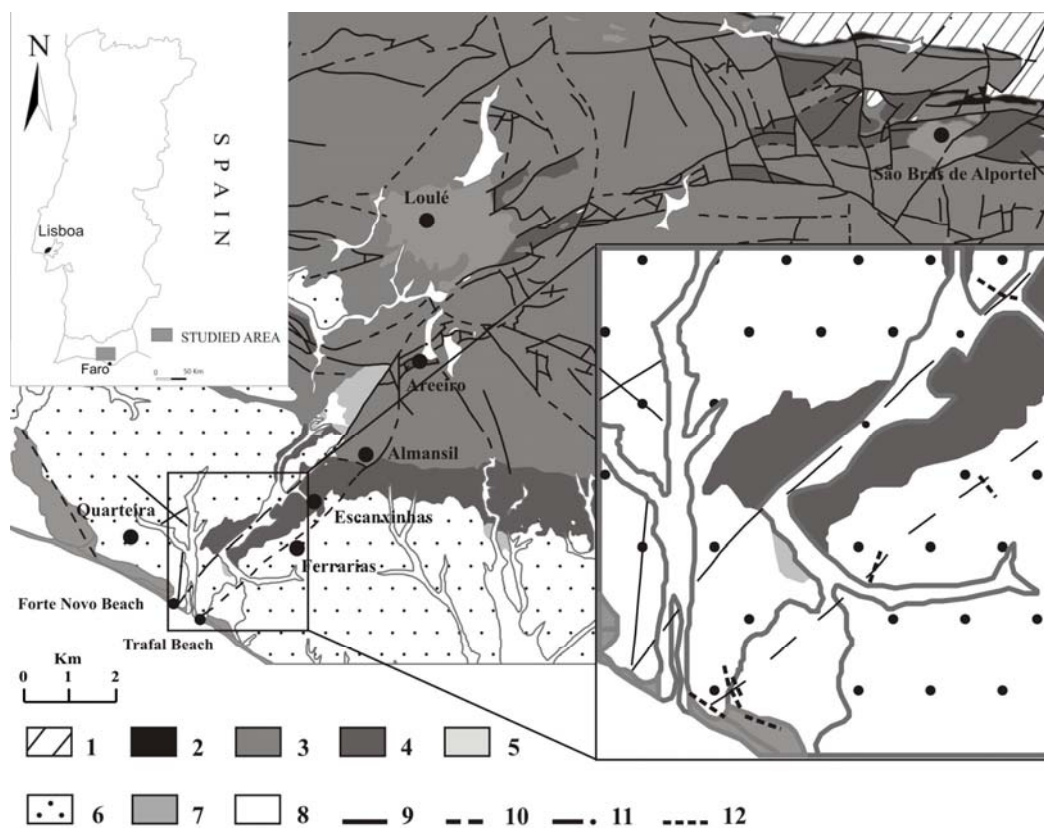 N
SPAIN
Lisboa
STUDIED AREA
Faro
0 50 Km
Loulé
São Brás de Alportel
Areeiro
Almansil
Quarteira
Escanxinhas
Ferrarias
Forte Novo Beach
Trafal Beach
Km
0 1 2
1 2 3 4 5
6 7 8 9 10 11 12